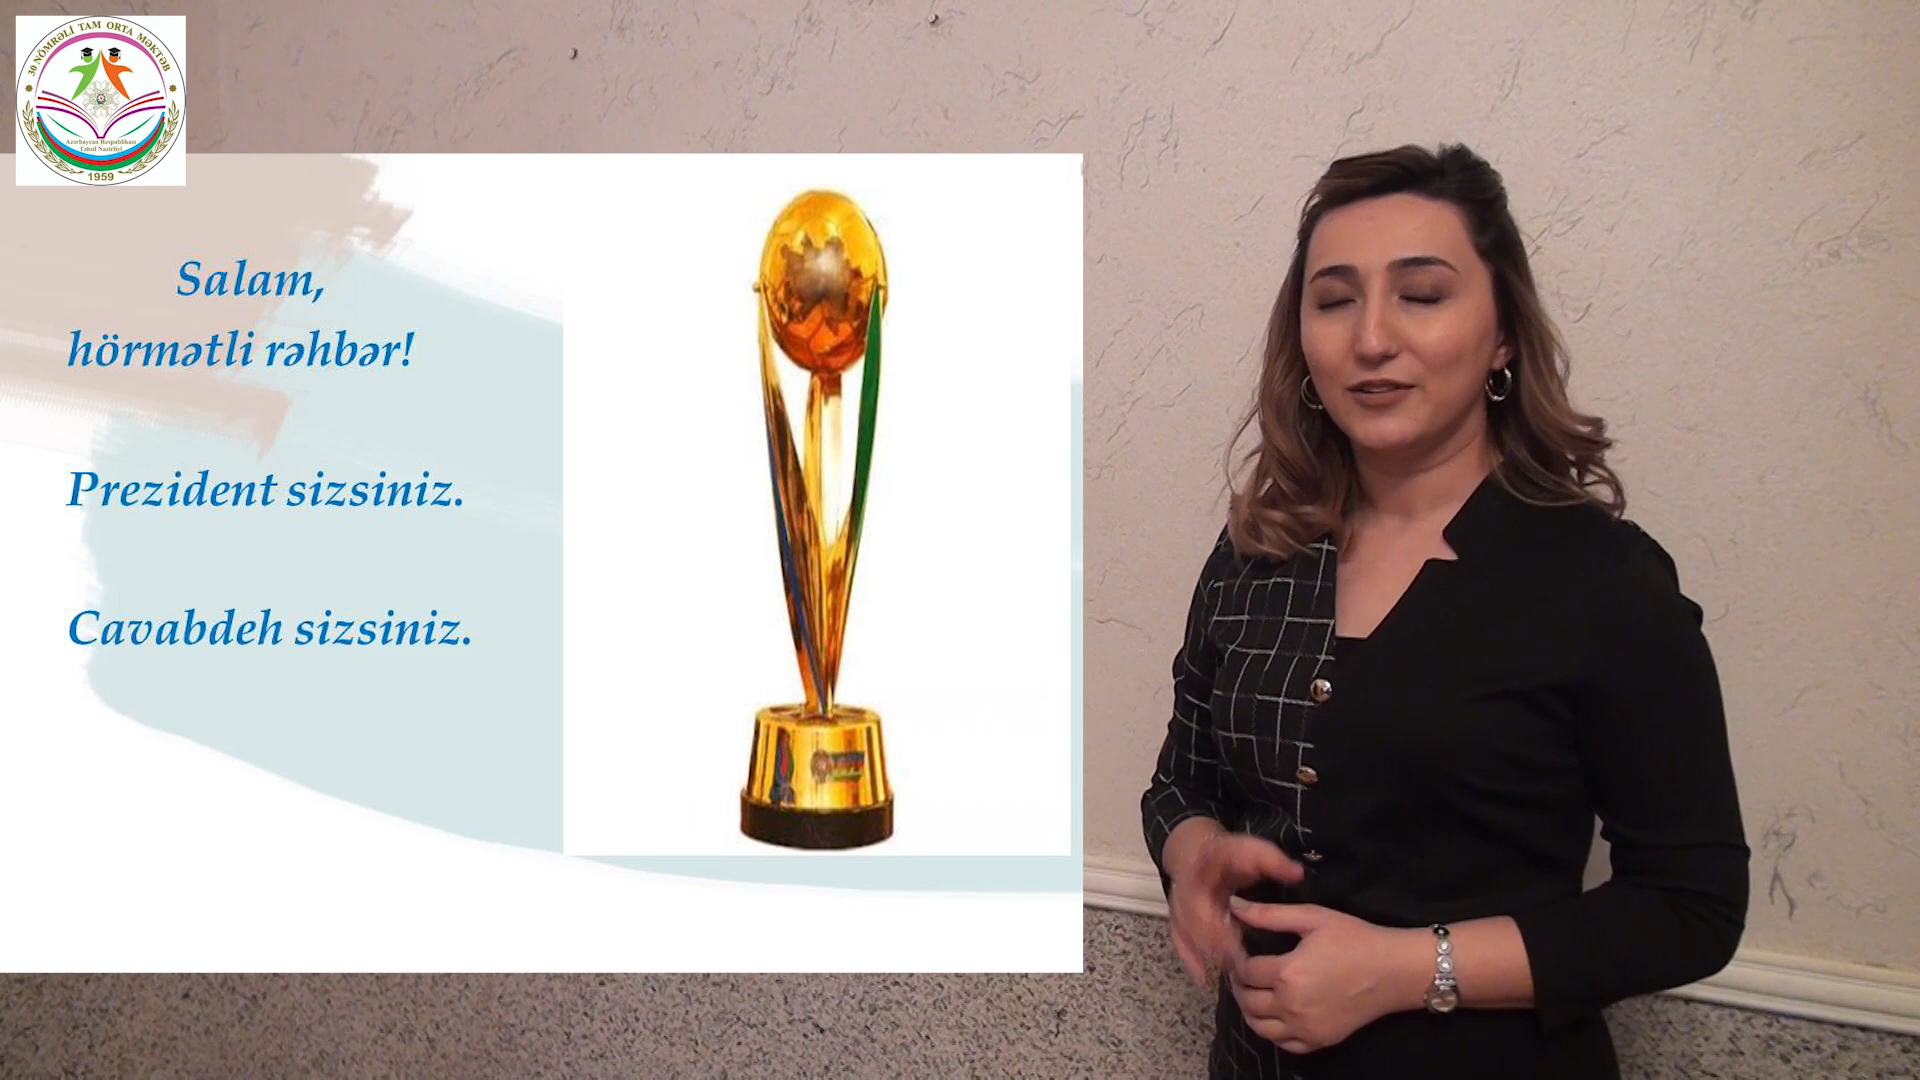 30 NÖMRƏLİ TAM ORTA MƏKTƏB
Azərbaycan Respublikası
Təhsil Nazirliyi
1959
Salam,
hörmətli rəhbər!
Prezident sizsiniz.
Cavabdeh sizsiniz.